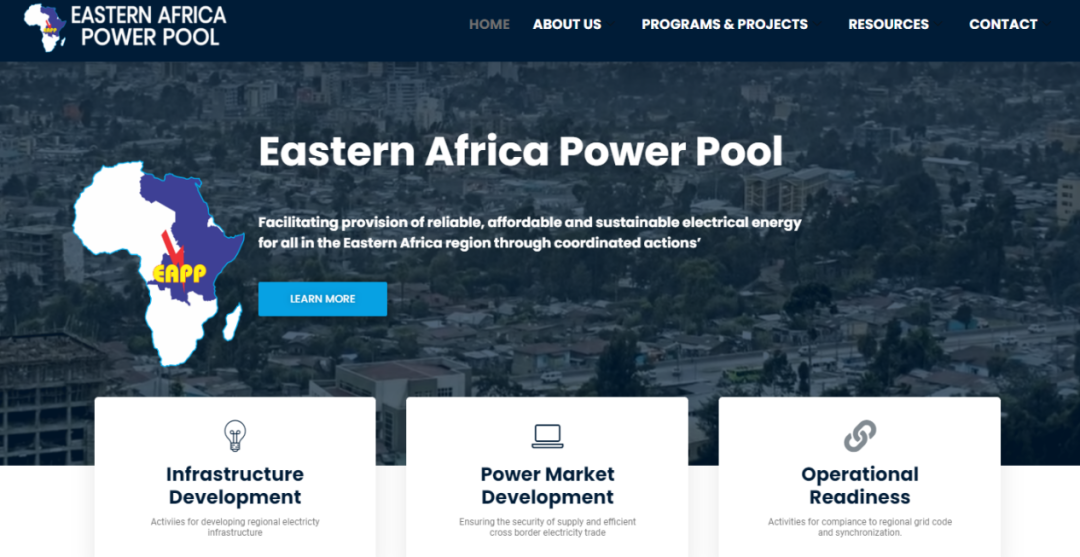 EASTERN AFRICA
POWER POOL
EAPP
HOME ABOUT US PROGRAMS & PROJECTS RESOURCES CONTACT
Eastern Africa Power Pool
Facilitating provision of reliable, affordable and sustainable electrical energy
for all in the Eastern Africa region through coordinated actions’
EAPP
LEARN MORE
Infrastructure
Development
Activiies for developing regional electricty
infrastructure
Power Market
Development
Ensuring the security of supply and efficient
cross border electricity trade
Operational
Readiness
Activities for compiance to regional grid code
and synchronization.